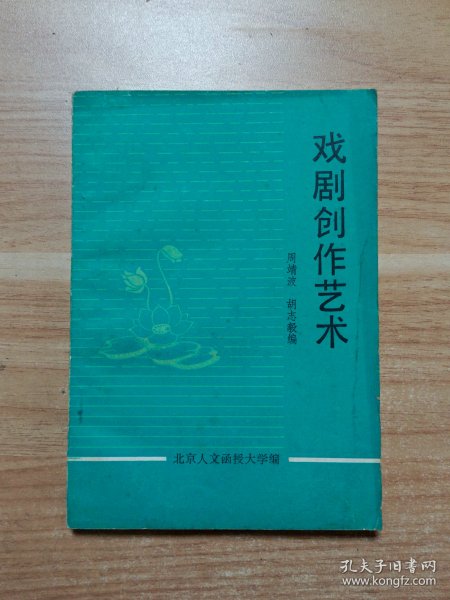 戏剧创作艺术
周靖波 胡志毅编
北京人文函授大学编
孔夫子旧书网
www.kongfz.com